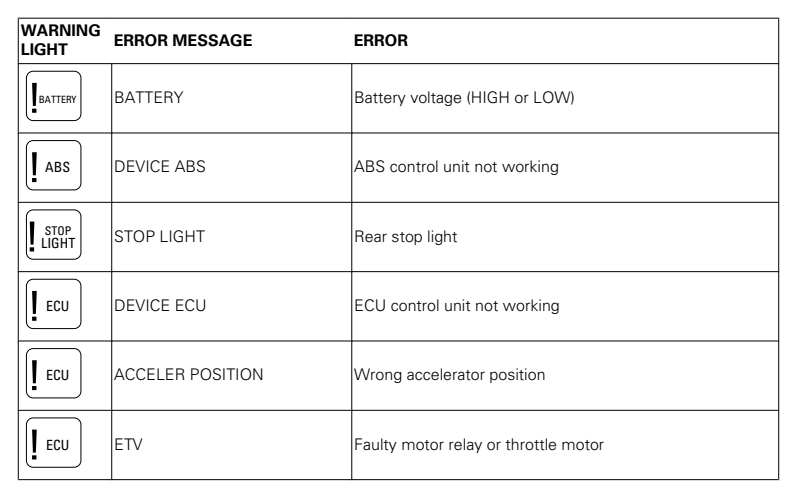 WARNING LIGHT ERROR MESSAGE ERROR
! BATTERY BATTERY Battery voltage (HIGH or LOW)
! ABS DEVICE ABS ABS control unit not working
! STOP LIGHT STOP LIGHT Rear stop light
! ECU DEVICE ECU ECU control unit not working
! ECU ACCELER POSITION Wrong accelerator position
! ECU ETV Faulty motor relay or throttle motor